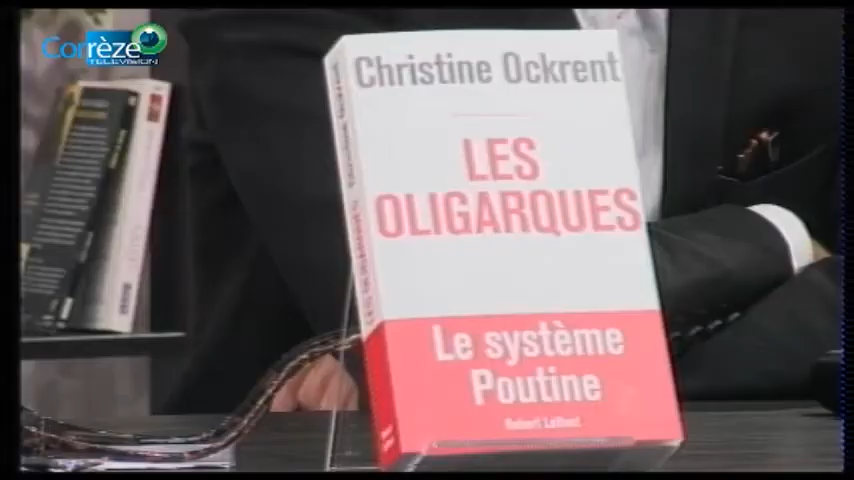 Corrèze
TELEVISION
Christine Ockrent
LES
OLIGARQUES
Le système
Poutine
Robert Laffont